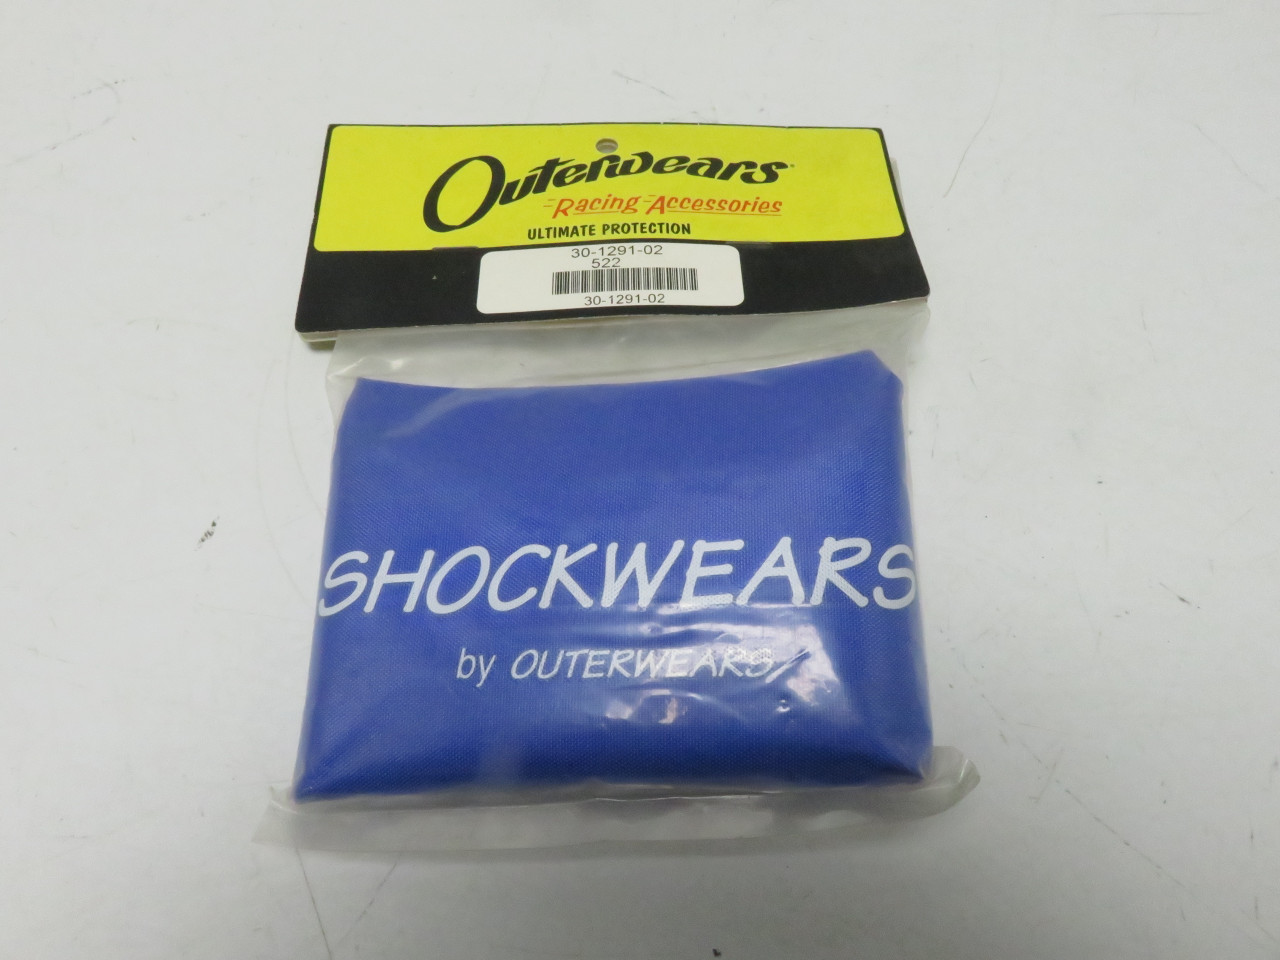 Outerwears
Racing Accessories
ULTIMATE PROTECTION
30-1291-02
522
30-1291-02
SHOCKWEARS
by OUTERWEARS